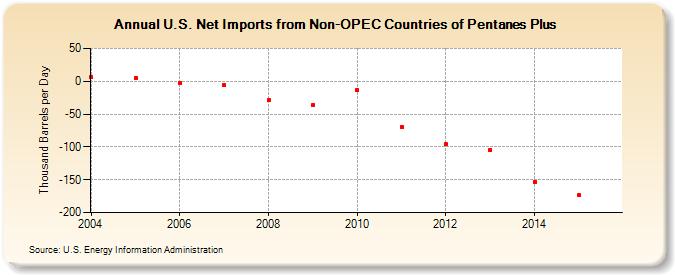 Annual U.S. Net Imports from Non-OPEC Countries of Pentanes Plus
Thousand Barrels per Day
50
0
-50
-100
-150
-200
2004 2006 2008 2010 2012 2014
Source: U.S. Energy Information Administration